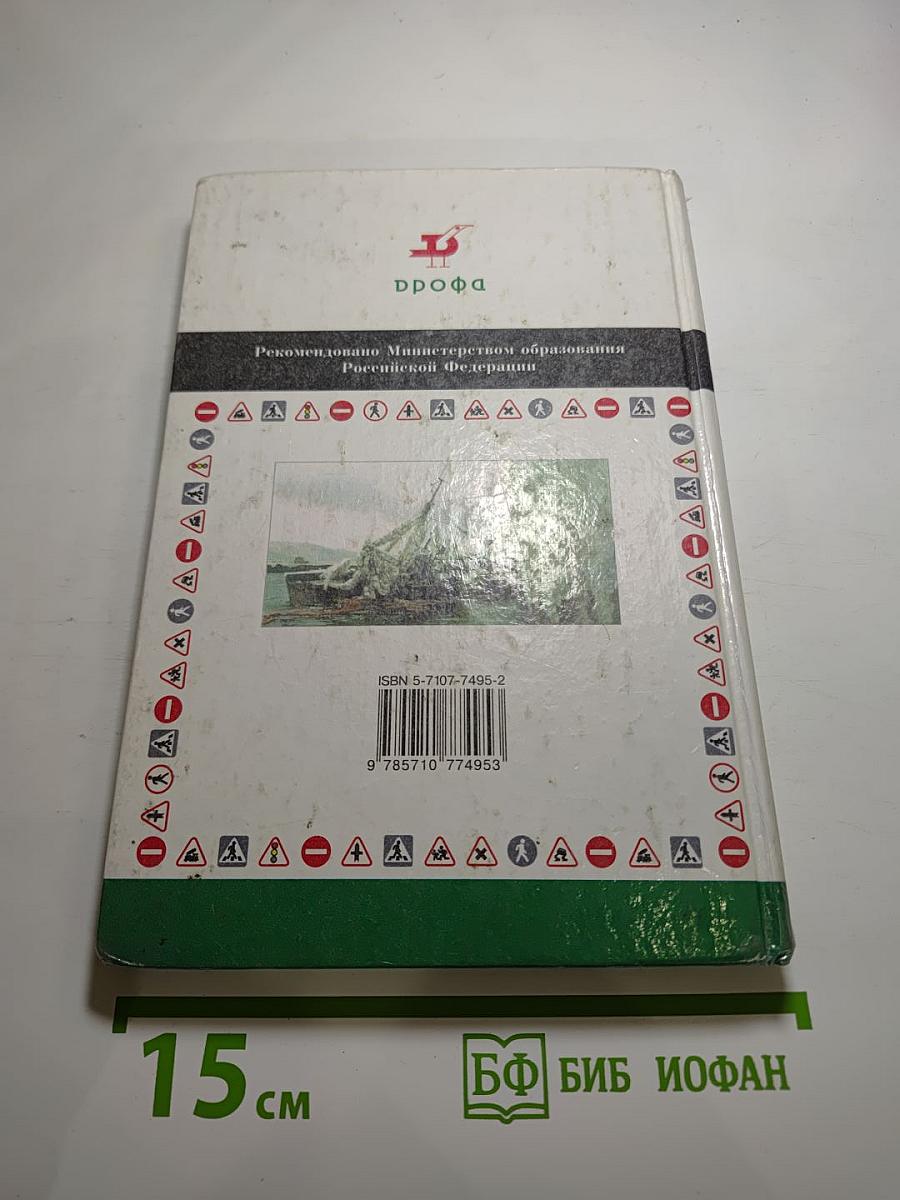 дрофа
Рекомендовано Министерством образования
Российской Федерации
ISBN 5-7107-7495-2
9 785710 774953
15 см
БФ БИБ ИОФАН